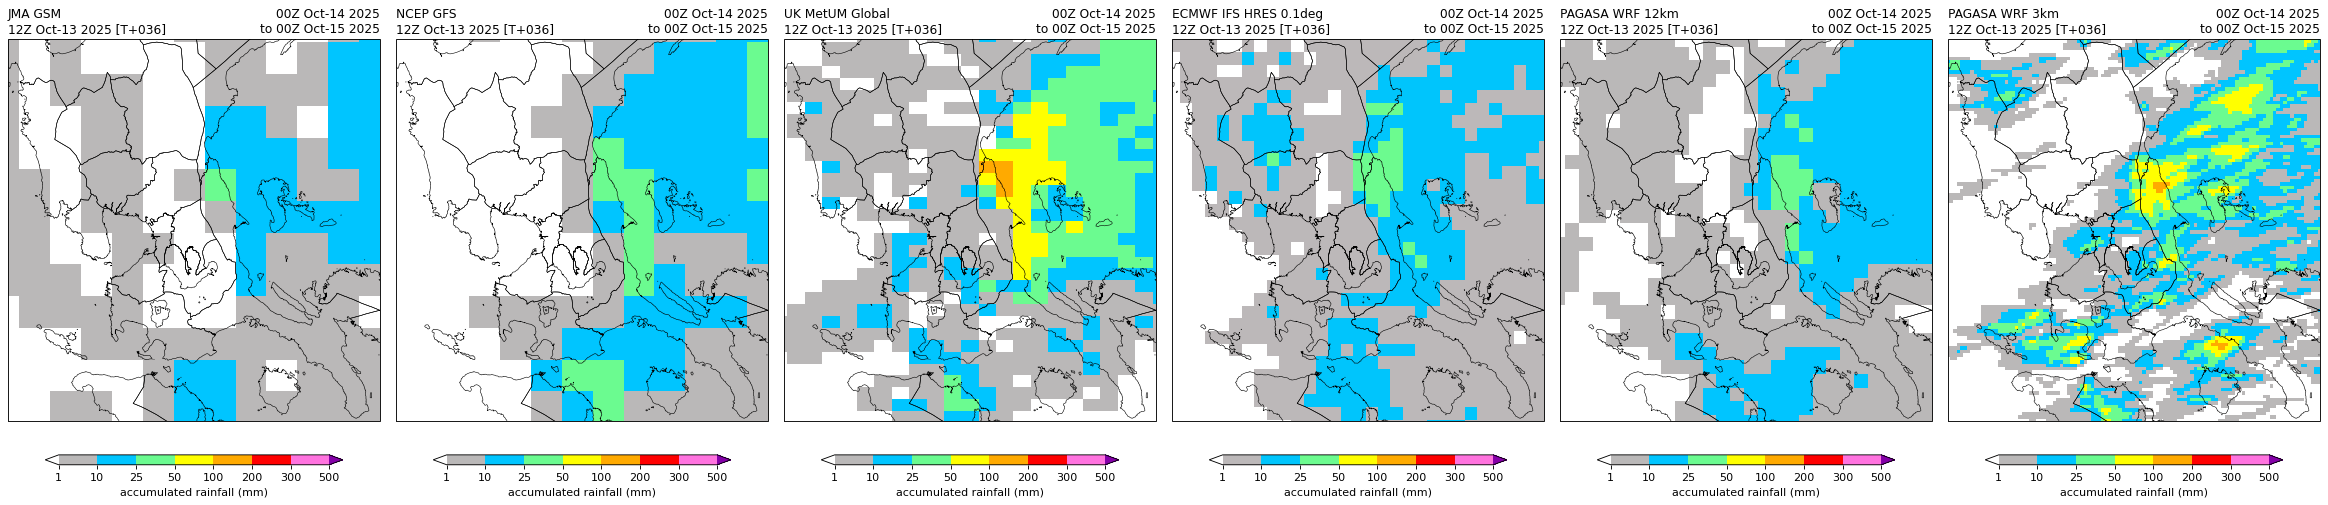 JMA GSM 00Z Oct-14 2025
12Z Oct-13 2025 [T+036] to 00Z Oct-15 2025
1 10 25 50 100 200 300 500
accumulated rainfall (mm)
NCEP GFS 00Z Oct-14 2025
12Z Oct-13 2025 [T+036] to 00Z Oct-15 2025
1 10 25 50 100 200 300 500
accumulated rainfall (mm)
UK MetUM Global 00Z Oct-14 2025
12Z Oct-13 2025 [T+036] to 00Z Oct-15 2025
1 10 25 50 100 200 300 500
accumulated rainfall (mm)
ECMWF IFS HRES 0.1deg 00Z Oct-14 2025
12Z Oct-13 2025 [T+036] to 00Z Oct-15 2025
1 10 25 50 100 200 300 500
accumulated rainfall (mm)
PAGASA WRF 12km 00Z Oct-14 2025
12Z Oct-13 2025 [T+036] to 00Z Oct-15 2025
1 10 25 50 100 200 300 500
accumulated rainfall (mm)
PAGASA WRF 3km 00Z Oct-14 2025
12Z Oct-13 2025 [T+036] to 00Z Oct-15 2025
1 10 25 50 100 200 300 500
accumulated rainfall (mm)